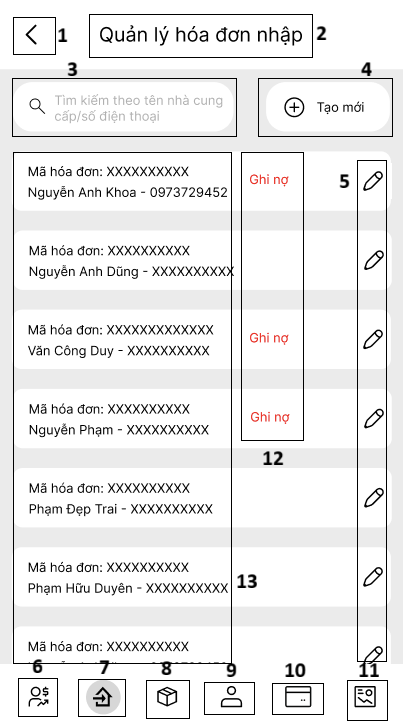 1
Quản lý hóa đơn nhập
2
3
4
Tìm kiếm theo tên nhà cung
cấp/số điện thoại
Tạo mới
Mã hóa đơn: XXXXXXXXXX
Ghi nợ
5
Nguyễn Anh Khoa - 0973729452
Mã hóa đơn: XXXXXXXXXX
Nguyễn Anh Dũng - XXXXXXXXXX
Mã hóa đơn: XXXXXXXXXXXXX
Ghi nợ
Văn Công Duy - XXXXXXXXXX
Mã hóa đơn: XXXXXXXXXX
Ghi nợ
Nguyễn Phạm - XXXXXXXXXX
12
Mã hóa đơn: XXXXXXXXXX
Phạm Đẹp Trai - XXXXXXXXXX
Mã hóa đơn: XXXXXXXXXX
13
Phạm Hữu Duyên - XXXXXXXXXX
Mã hóa đơn: XXXXXXXXXX
6
7
8
9
10
11